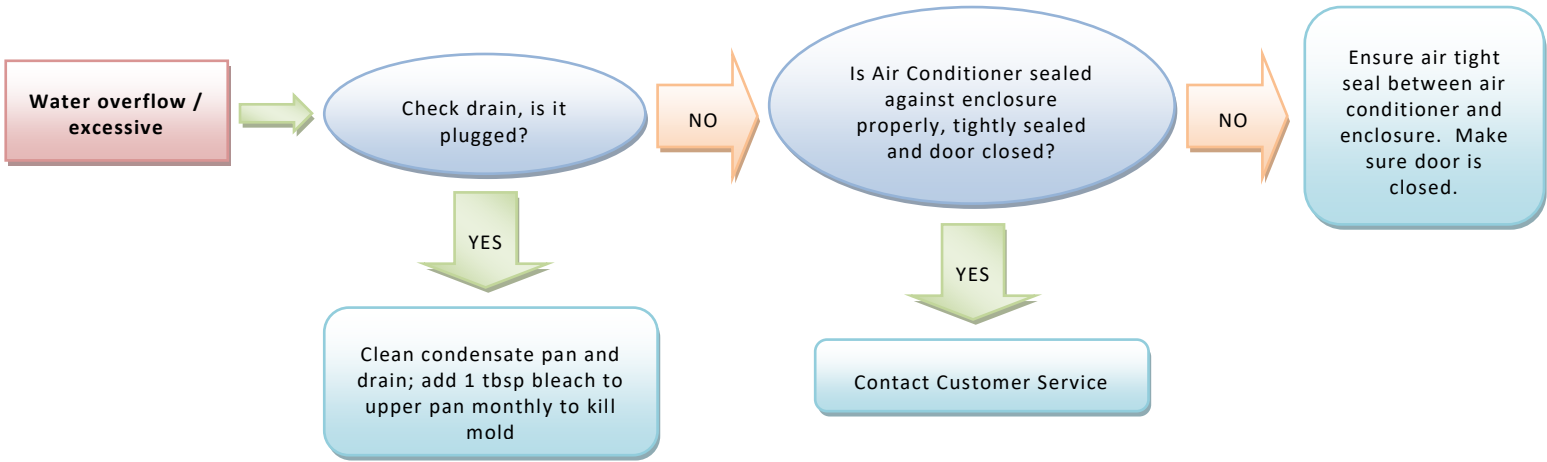 Water overflow /
excessive
Check drain, is it
plugged?
NO
Is Air Conditioner sealed
against enclosure
properly, tightly sealed
and door closed?
NO
Ensure air tight
seal between air
conditioner and
enclosure.  Make
sure door is
closed.
YES
YES
Clean condensate pan and
drain; add 1 tbsp bleach to
upper pan monthly to kill
mold
Contact Customer Service